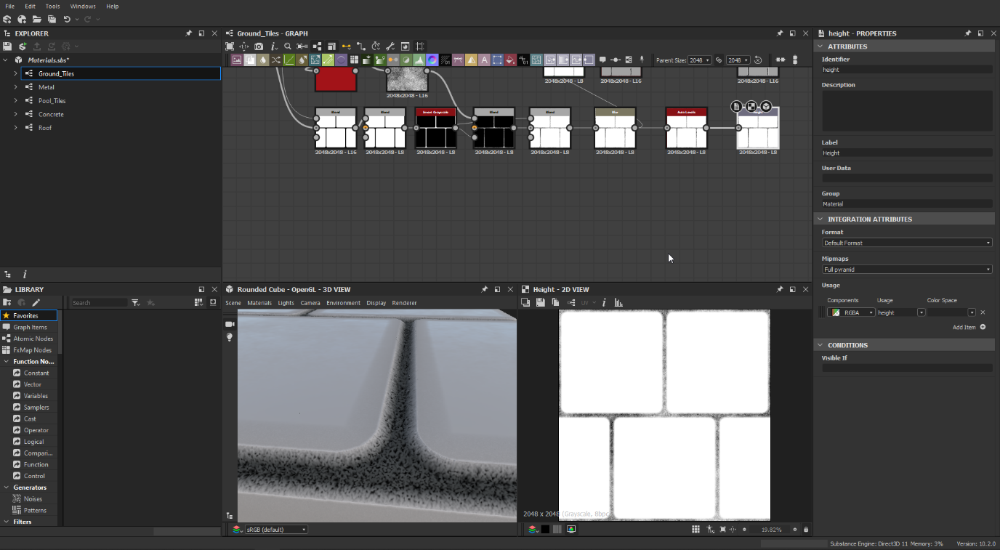 File Edit Tools Windows Help
EXPLORER
Materials.sbs*
Ground_Tiles
Metal
Pool_Tiles
Concrete
Roof
Ground_Tiles - GRAPH
Parent Size: 2048 2048
2048x2048 - L16
2048x2048 - L8
2048x2048 - L16
2048x2048 - L16
Blend
Blend
Invert Grayscale
Blend
Blend
Blur
Auto Levels
Height
2048x2048 - L16
2048x2048 - L8
2048x2048 - L8
2048x2048 - L8
2048x2048 - L8
2048x2048 - L8
2048x2048 - L8
2048x2048 - L8
height - PROPERTIES
ATTRIBUTES
Identifier
height
Description
Label
Height
User Data
Group
Material
INTEGRATION ATTRIBUTES
Format
Default Format
Mipmaps
Full pyramid
Usage
Components Usage Color Space
RGBA height
Add Item
CONDITIONS
Visible If
LIBRARY
Search
Favorites
Graph Items
Atomic Nodes
FxMap Nodes
Function No...
Constant
Vector
Variables
Samplers
Cast
Operator
Logical
Compari...
Function
Control
Generators
Noises
Patterns
Filters
Rounded Cube - OpenGL - 3D VIEW
Scene Materials Lights Camera Environment Display Renderer
sRGB (default)
Height - 2D VIEW
UV
2048 x 2048 (Grayscale, 8bpc)
19.82%
Substance Engine: Direct3D 11 Memory: 3% Version: 10.2.0